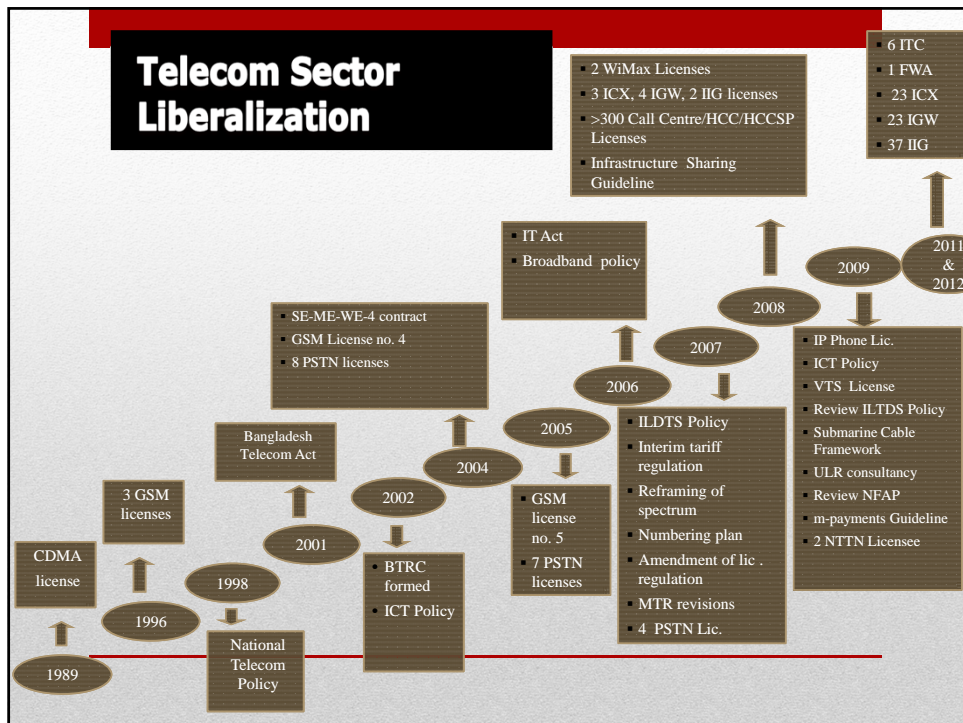 Telecom Sector
Liberalization
CDMA
license
1989
3 GSM
licenses
1996
1998
National
Telecom
Policy
Bangladesh
Telecom Act
2001
2002
▪ BTRC
formed
▪ ICT Policy
▪ SE-ME-WE-4 contract
▪ GSM License no. 4
▪ 8 PSTN licenses
2004
2005
▪ GSM
license
no. 5
▪ 7 PSTN
licenses
▪ IT Act
▪ Broadband policy
2006
2007
▪ ILDTS Policy
▪ Interim tariff
regulation
▪ Reframing of
spectrum
▪ Numbering plan
▪ Amendment of lic .
regulation
▪ MTR revisions
▪ 4 PSTN Lic.
▪ 2 WiMax Licenses
▪ 3 ICX, 4 IGW, 2 IIG licenses
▪ >300 Call Centre/HCC/HCCSP
Licenses
▪ Infrastructure Sharing
Guideline
2008
2009
▪ IP Phone Lic.
▪ ICT Policy
▪ VTS License
▪ Review ILTDS Policy
▪ Submarine Cable
Framework
▪ ULR consultancy
▪ Review NFAP
▪ m-payments Guideline
▪ 2 NTTN Licensee
▪ 6 ITC
▪ 1 FWA
▪ 23 ICX
▪ 23 IGW
▪ 37 IIG
2011
&
2012